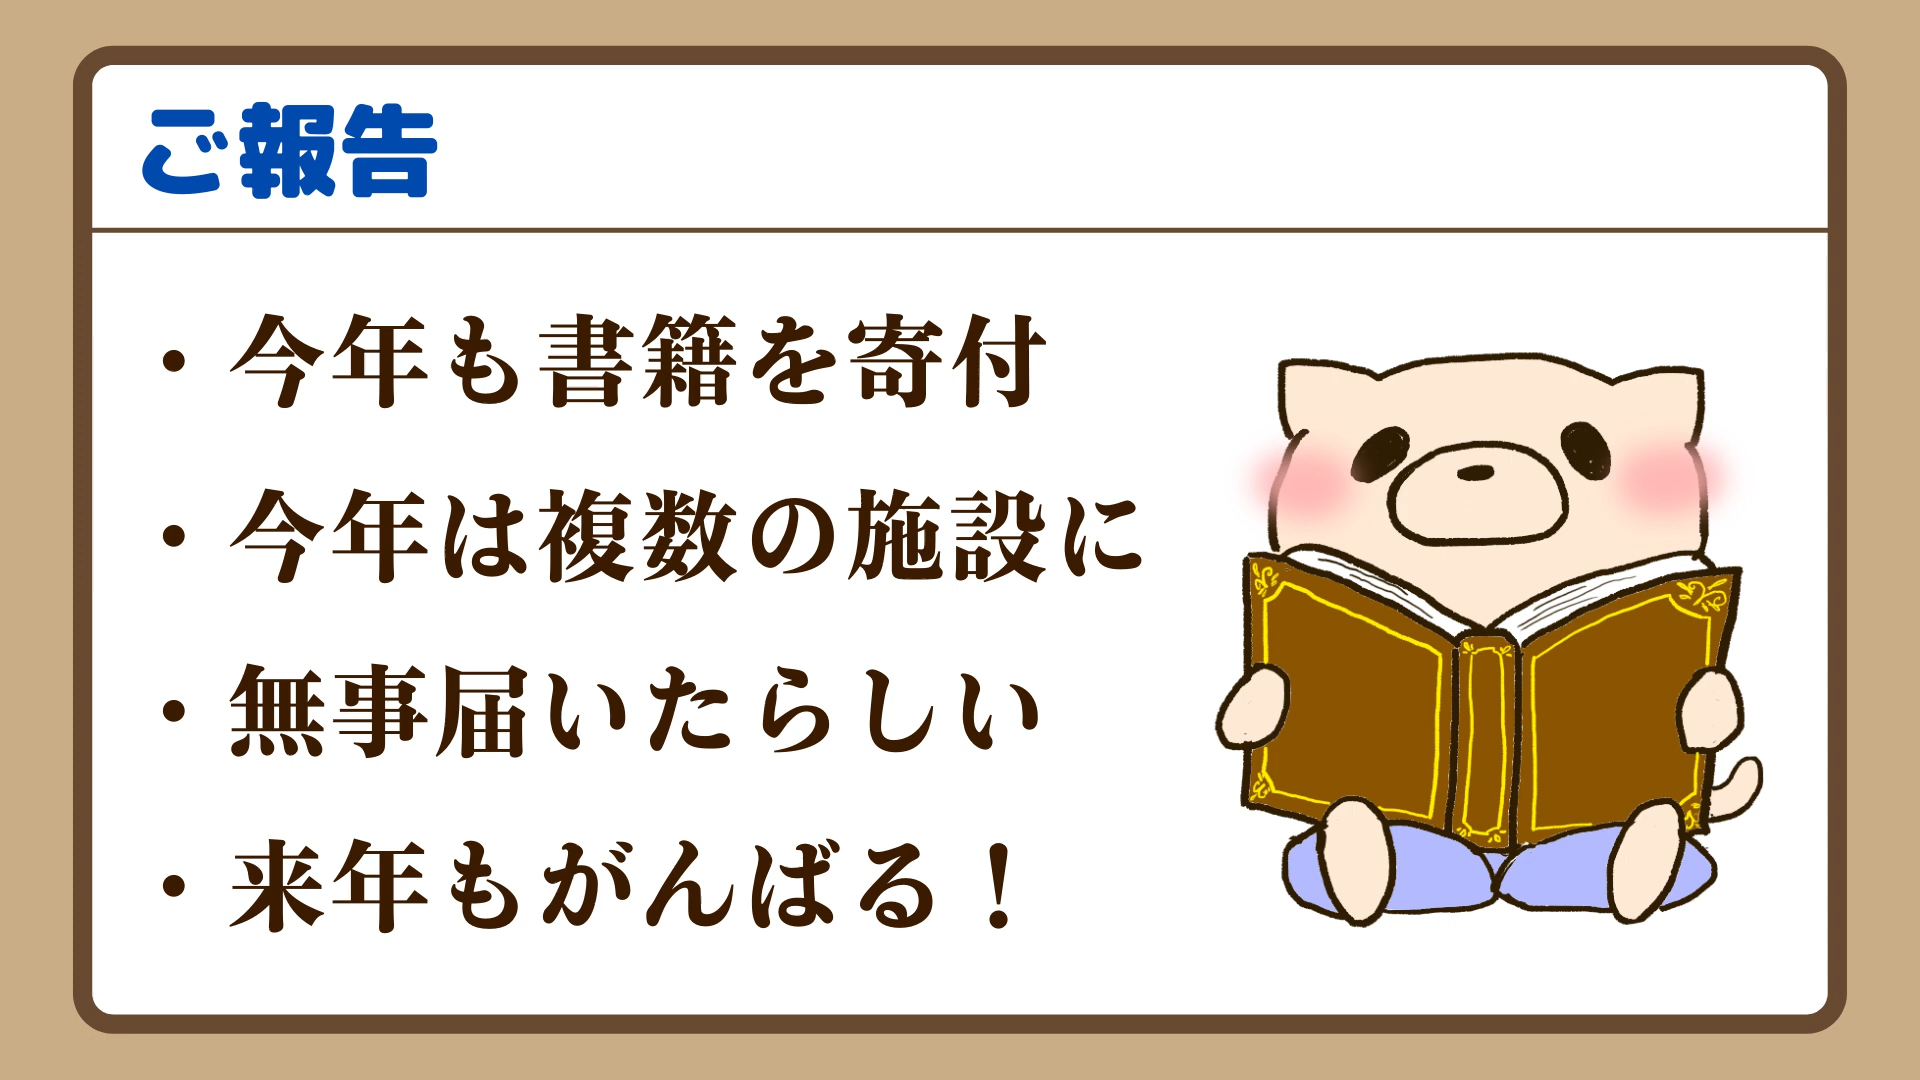 ご報告
・今年も書籍を寄付
・今年は複数の施設に
・無事届いたらしい
・来年もがんばる！